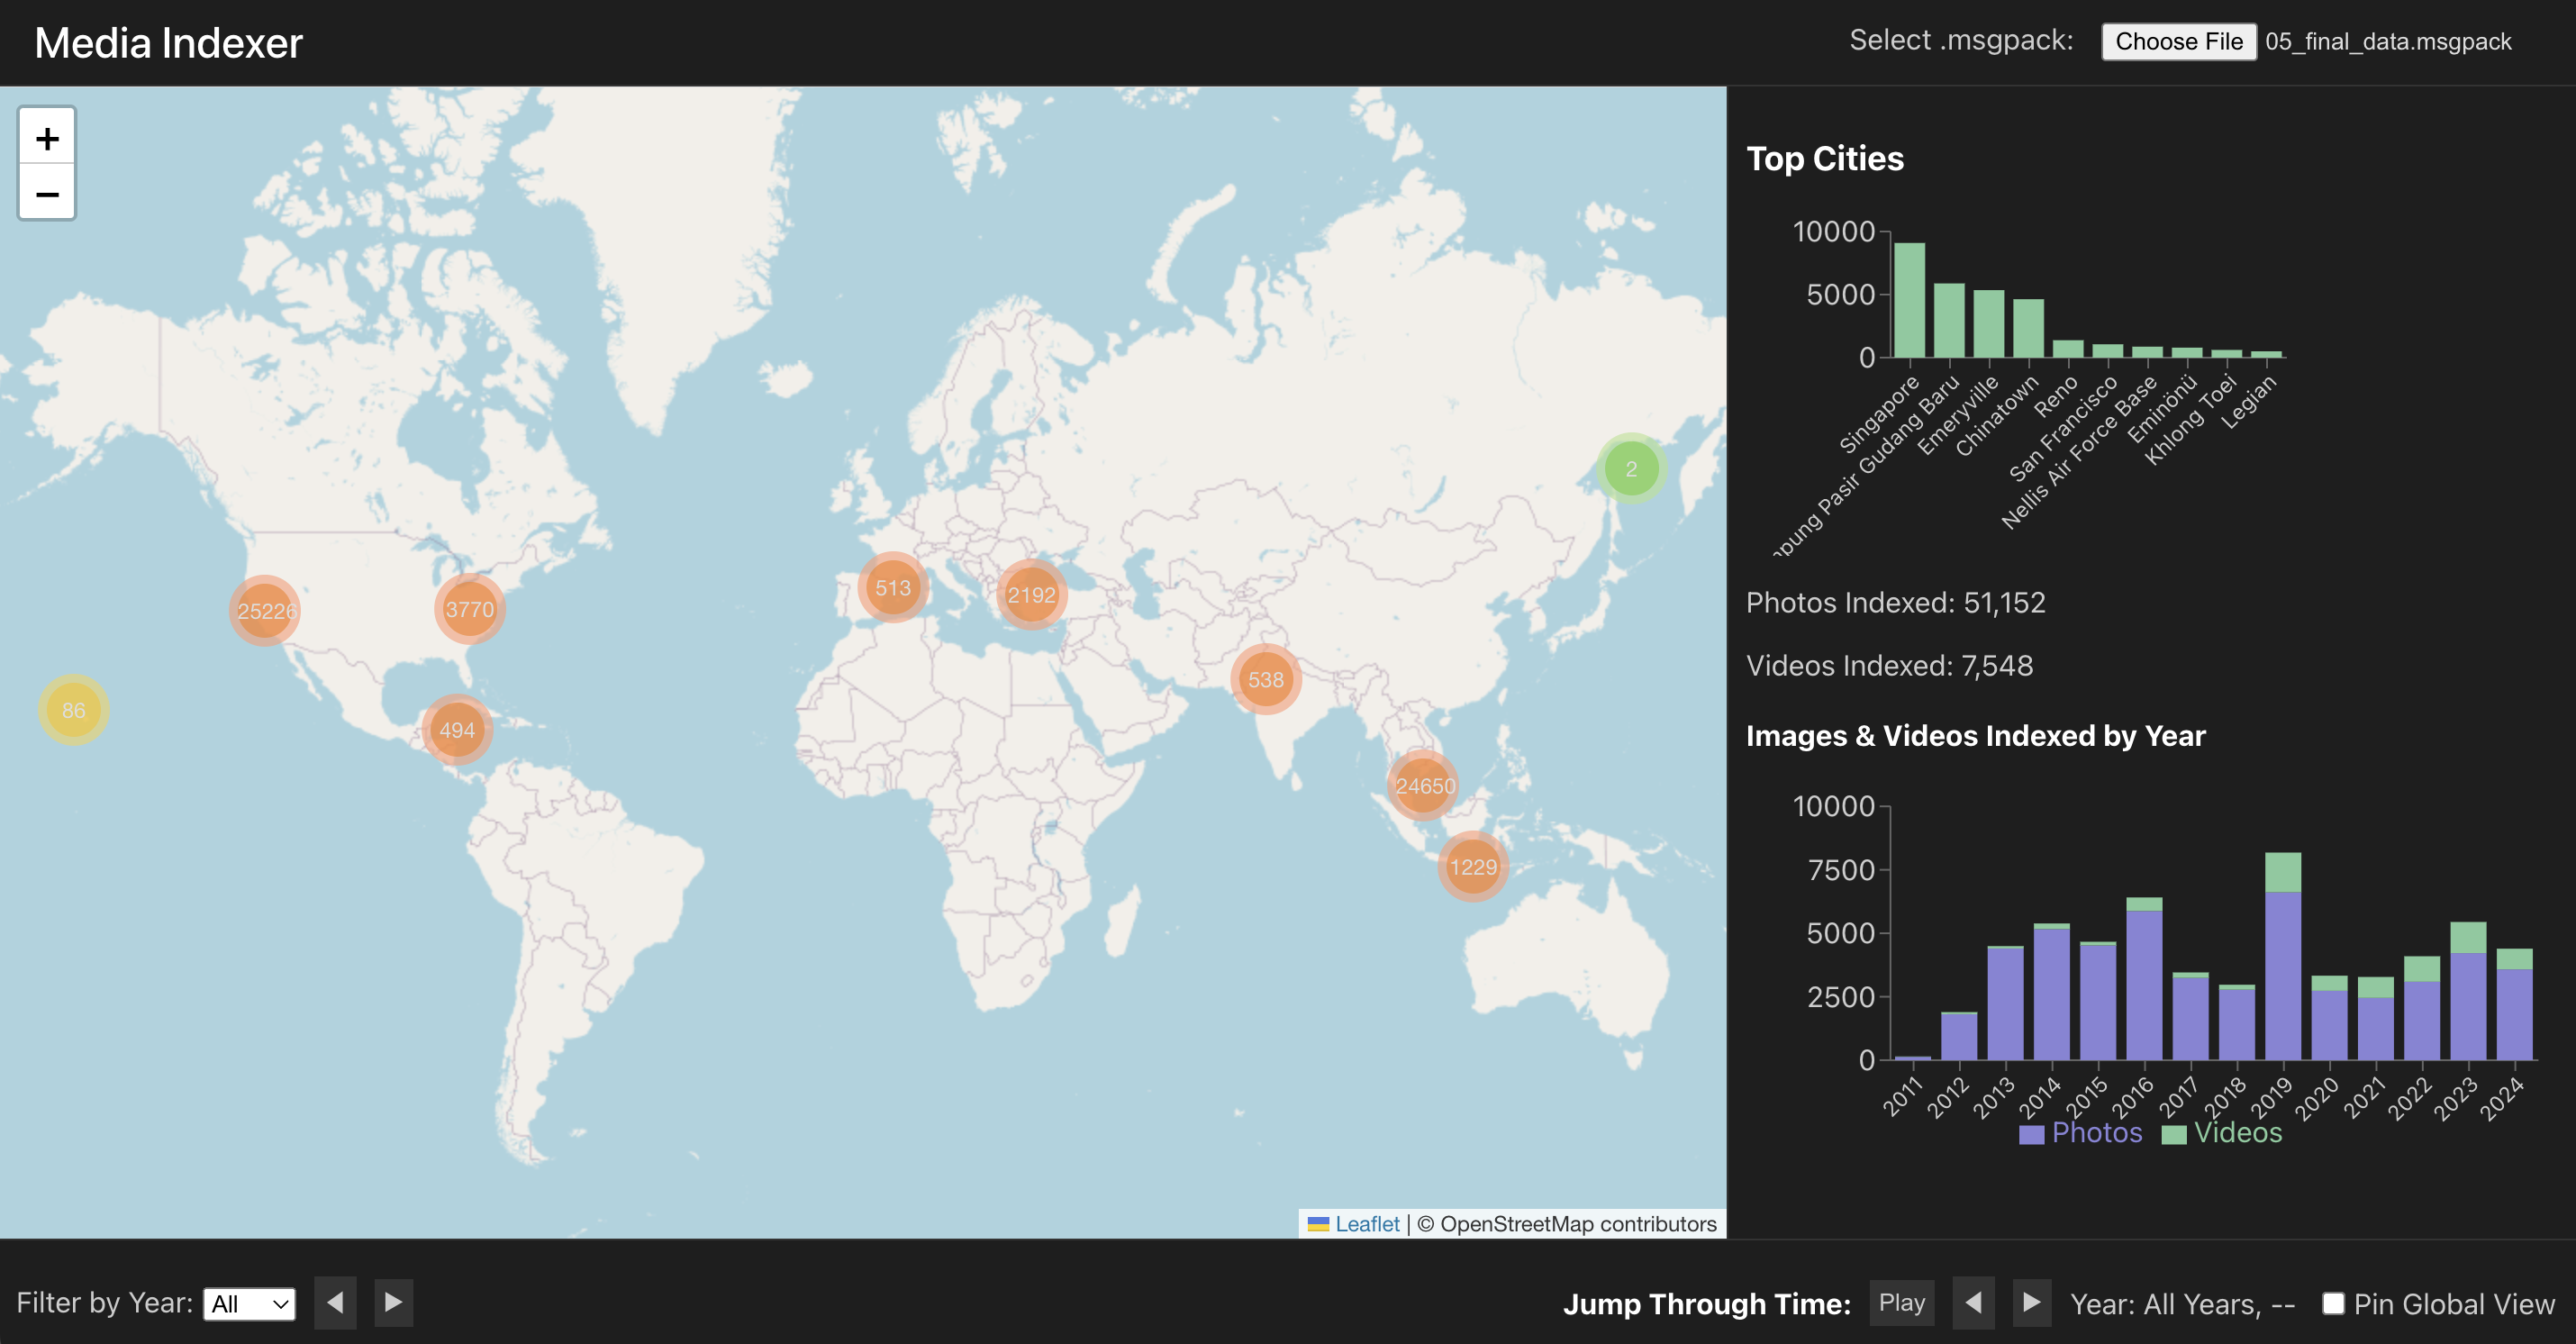 Media Indexer
Select .msgpack: Choose File 05_final_data.msgpack
+
−
2
513
2192
25226
3770
538
86
494
24650
1229
Leaflet | © OpenStreetMap contributors
Top Cities
10000
5000
0
Singapore
Pasir Gudang Baru
Emeryville
Chinatown
Reno
San Francisco
Nellis Air Force Base
Eminönü
Khlong Toei
Legian
Photos Indexed: 51,152
Videos Indexed: 7,548
Images & Videos Indexed by Year
10000
7500
5000
2500
0
2011
2012
2013
2014
2015
2016
2017
2018
2019
2020
2021
2022
2023
2024
Photos Videos
Filter by Year: All
Jump Through Time: Play Year: All Years, -- Pin Global View